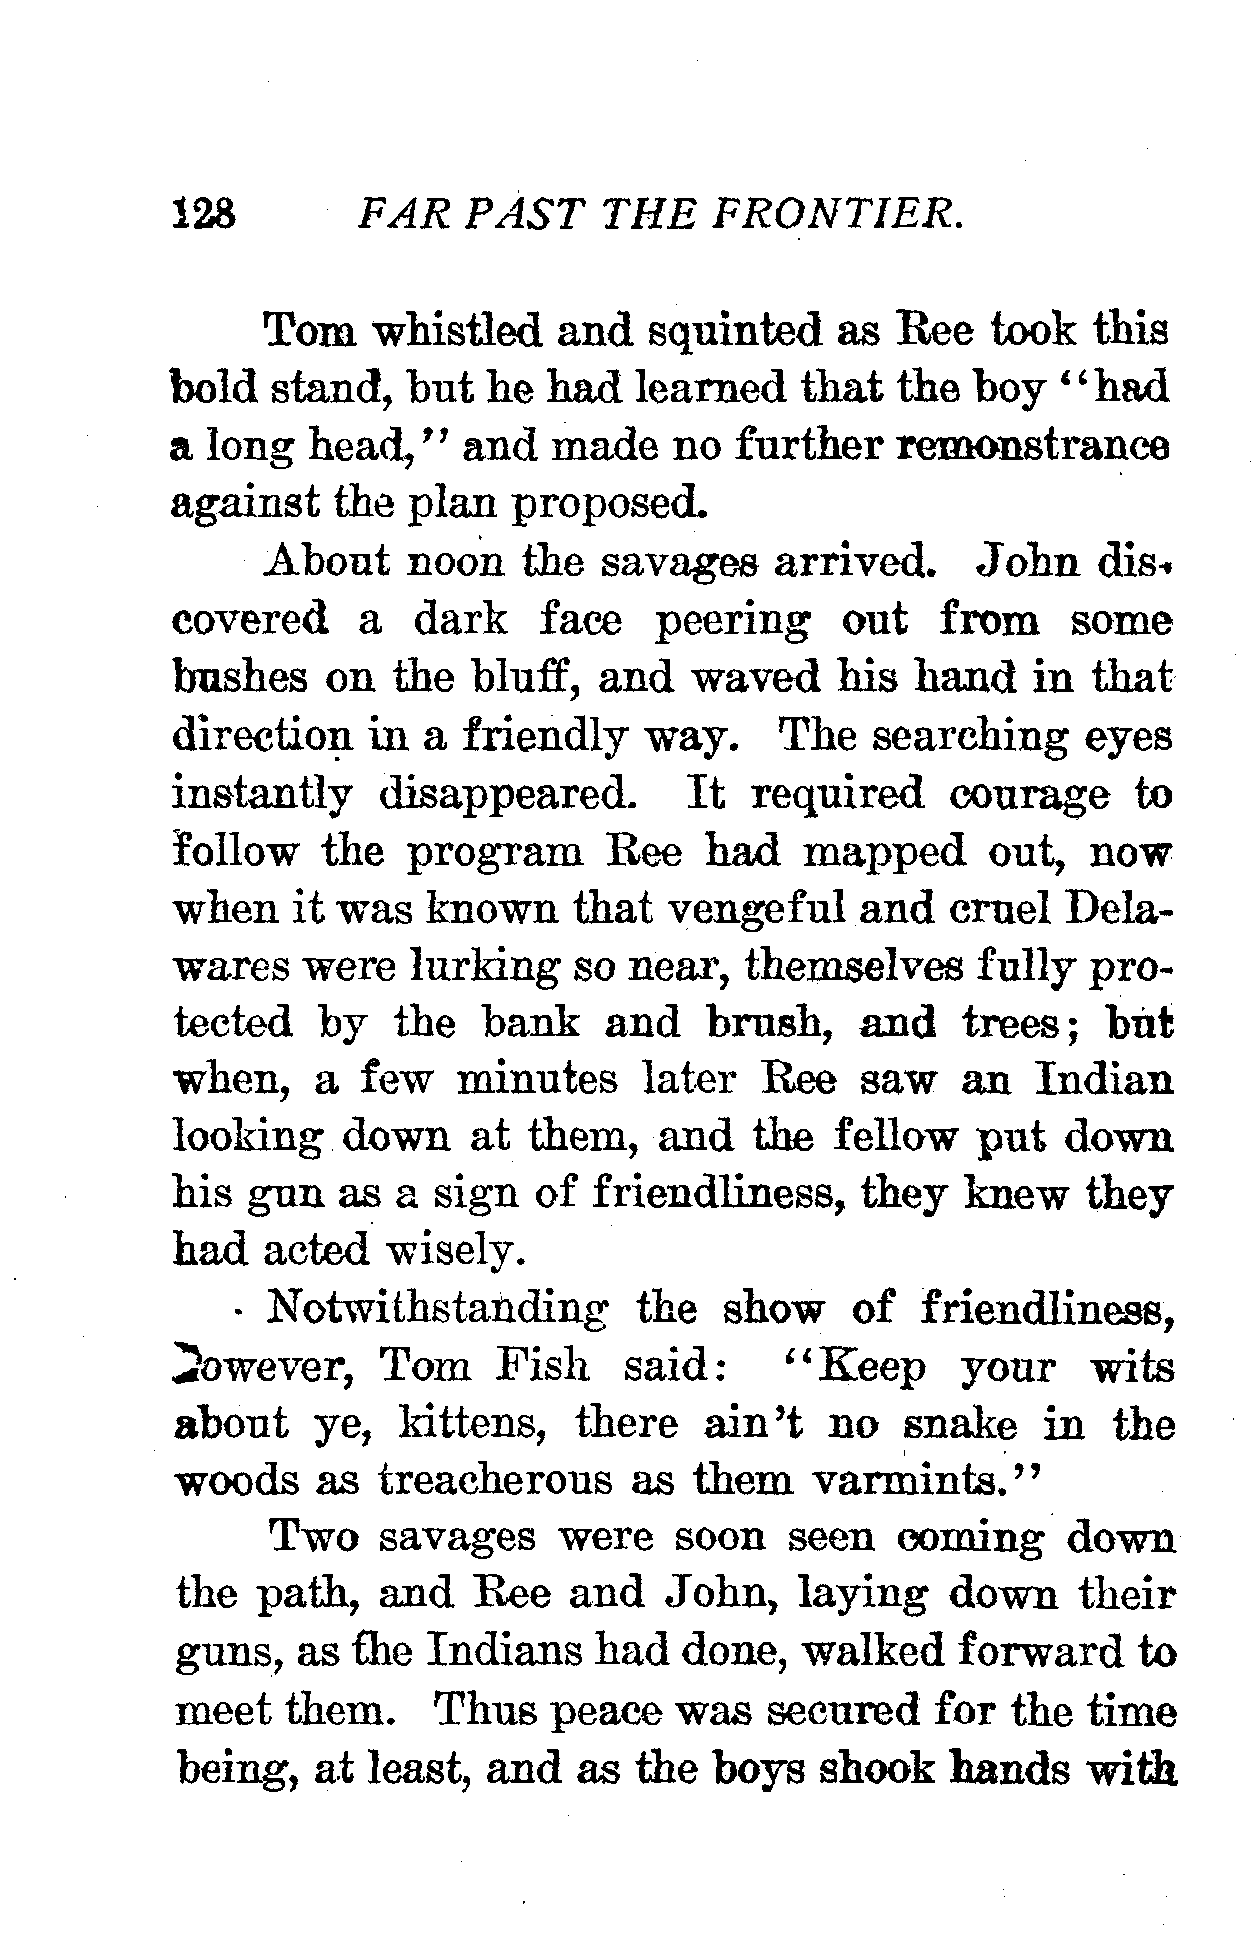 128 FAR PAST THE FRONTIER.
Tom whistled and squinted as Ree took this
bold stand, but he had learned that the boy "had
a long head," and made no further remonstrance
against the plan proposed.
About noon the savages arrived. John dis-
covered a dark face peering out from some
bushes on the bluff, and waved his hand in that
direction in a friendly way. The searching eyes
instantly disappeared. It required courage to
follow the program Ree had mapped out, now
when it was known that vengeful and cruel Dela-
wares were lurking so near, themselves fully pro-
tected by the bank and brush, and trees; but
when, a few minutes later Ree saw an Indian
looking down at them, and the fellow put down
his gun as a sign of friendliness, they knew they
had acted wisely.
Notwithstanding the show of friendliness,
however, Tom Fish said: "Keep your wits
about ye, kittens, there ain't no snake in the
woods as treacherous as them varmints."
Two savages were soon seen coming down
the path, and Ree and John, laying down their
guns, as the Indians had done, walked forward to
meet them. Thus peace was secured for the time
being, at least, and as the boys shook hands with